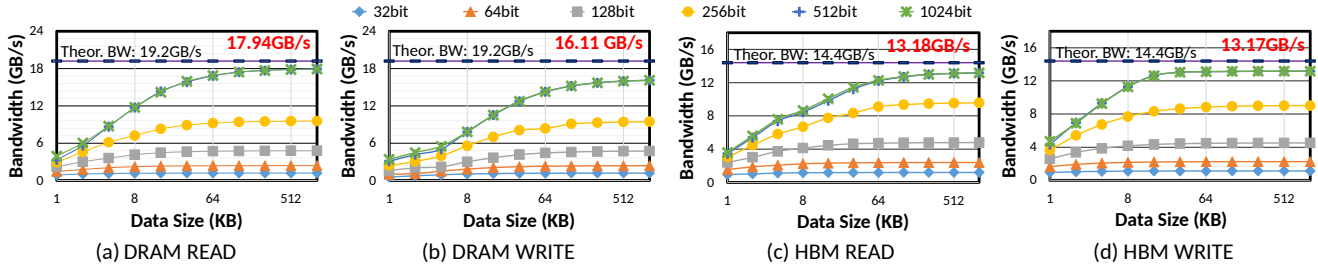 32bit 64bit 128bit 256bit 512bit 1024bit
Bandwidth (GB/s)
24
18
12
6
0
Theor. BW: 19.2GB/s
17.94GB/s
1 8 64 512
Data Size (KB)
(a) DRAM READ
Bandwidth (GB/s)
24
18
12
6
0
Theor. BW: 19.2GB/s
16.11 GB/s
1 8 64 512
Data Size (KB)
(b) DRAM WRITE
Bandwidth (GB/s)
16
12
8
4
0
Theor. BW: 14.4GB/s
13.18GB/s
1 8 64 512
Data Size (KB)
(c) HBM READ
Bandwidth (GB/s)
16
12
8
4
0
Theor. BW: 14.4GB/s
13.17GB/s
1 8 64 512
Data Size (KB)
(d) HBM WRITE